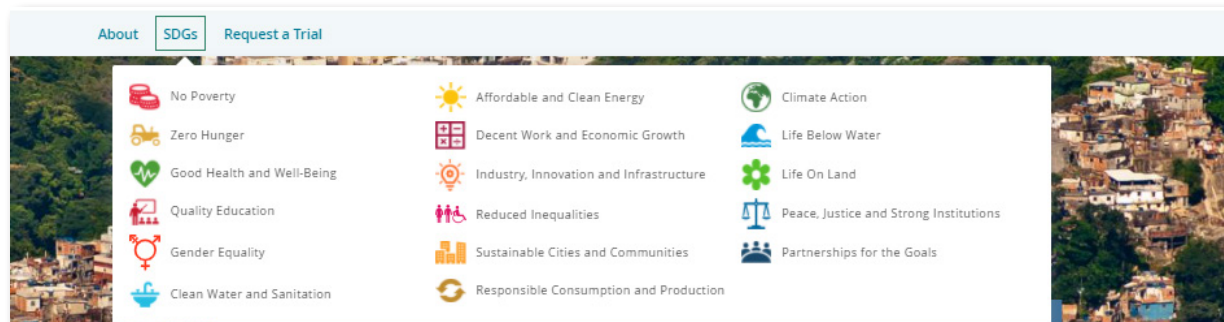 About SDGs Request a Trial
No Poverty
Zero Hunger
Good Health and Well-Being
Quality Education
Gender Equality
Clean Water and Sanitation
Affordable and Clean Energy
Decent Work and Economic Growth
Industry, Innovation and Infrastructure
Reduced Inequalities
Sustainable Cities and Communities
Responsible Consumption and Production
Climate Action
Life Below Water
Life On Land
Peace, Justice and Strong Institutions
Partnerships for the Goals